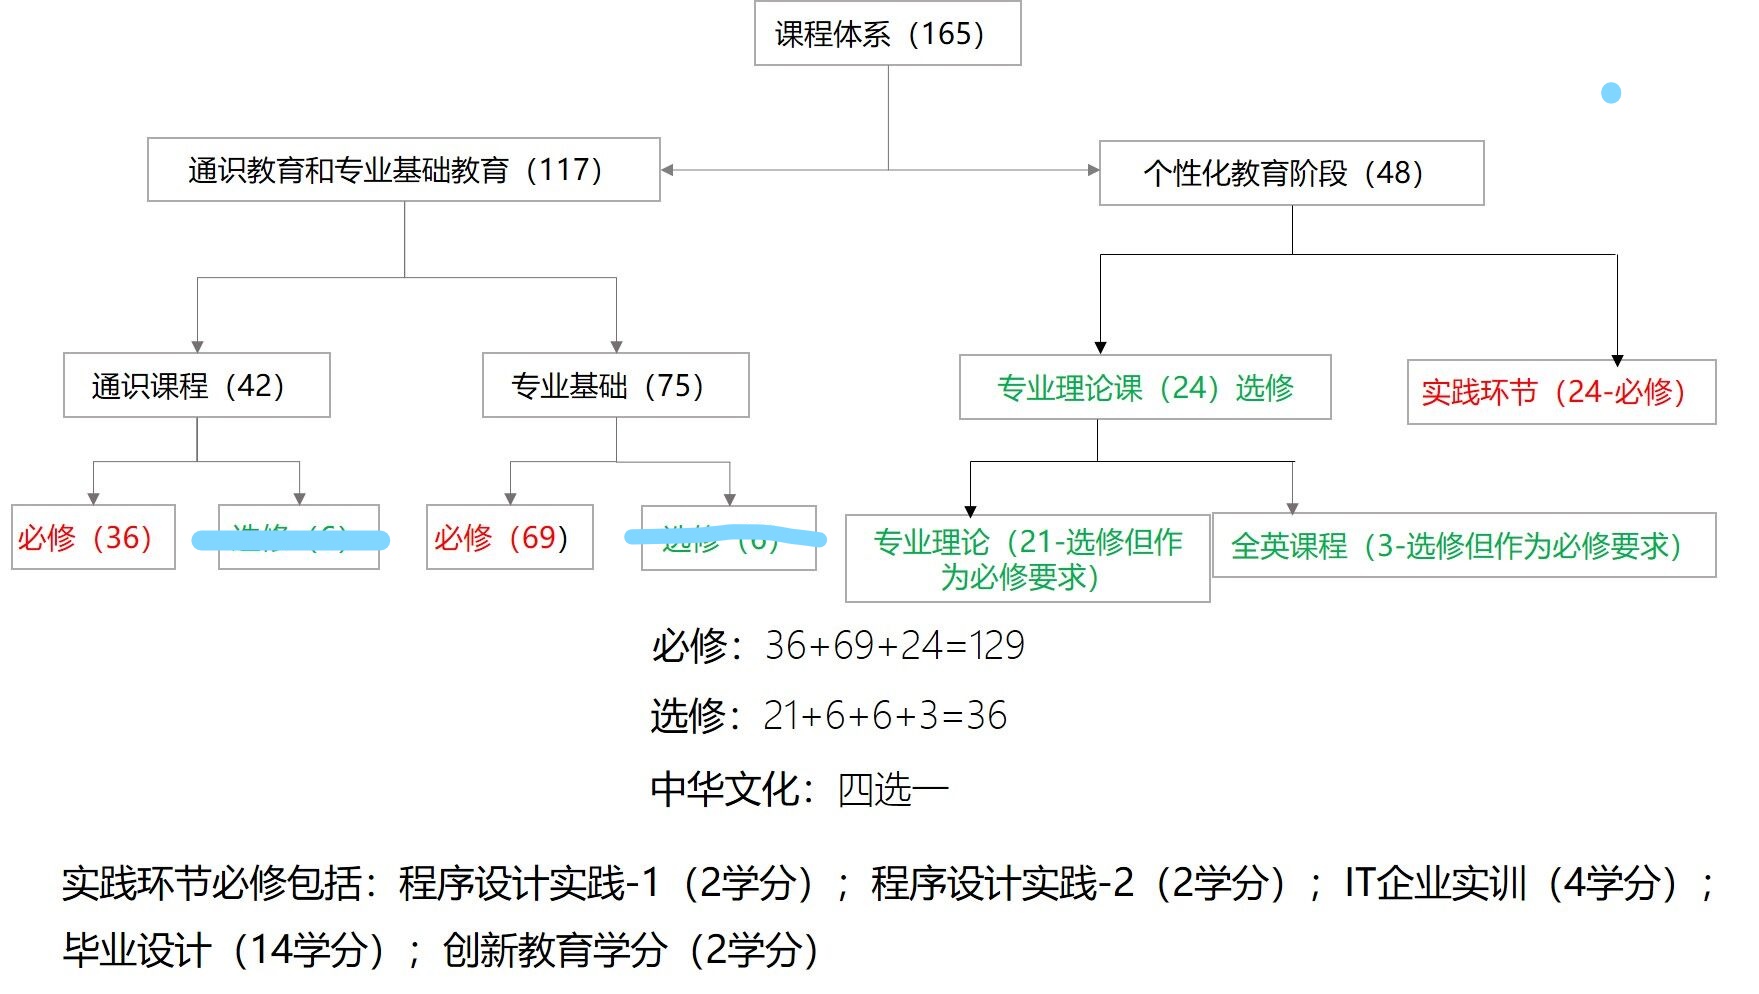 课程体系（165）
通识教育和专业基础教育（117）
个性化教育阶段（48）
通识课程（42）
专业基础（75）
专业理论课（24）选修
实践环节（24-必修）
必修（36）
选修（6）
必修（69）
选修（6）
专业理论（21-选修但作
为必修要求）
全英课程（3-选修但作为必修要求）
必修：36+69+24=129
选修：21+6+6+3=36
中华文化：四选一
实践环节必修包括：程序设计实践-1（2学分）；程序设计实践-2（2学分）；IT企业实训（4学分）；
毕业设计（14学分）；创新教育学分（2学分）